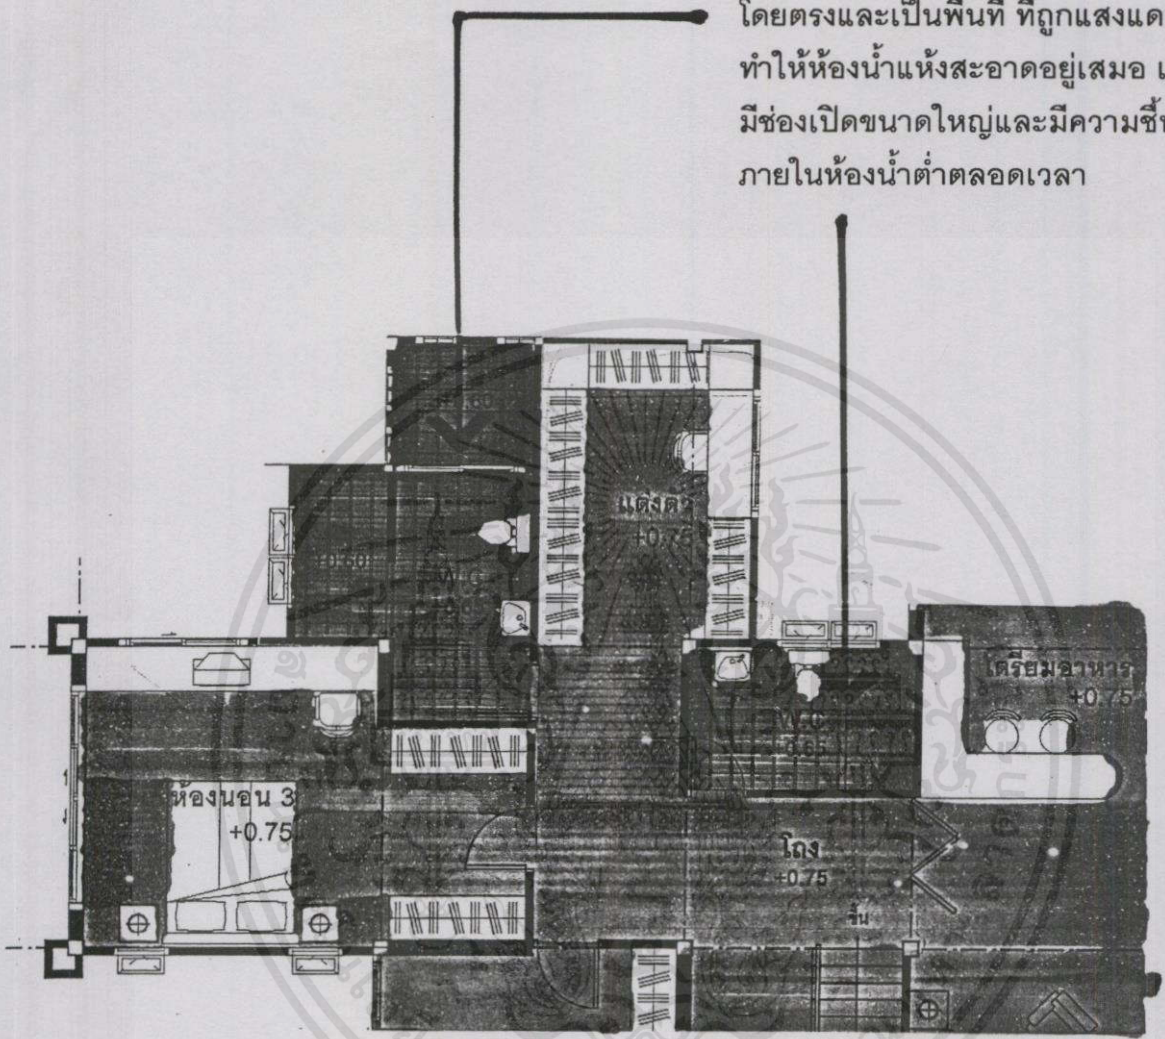 โดยตรงและเป็นพื้นที่ ที่ถูกแสงแด
ทำให้ห้องน้ำแห้งสะอาดอยู่เสมอ เ
มีช่องเปิดขนาดใหญ่และมีความชื้น
ภายในห้องน้ำต่ำตลอดเวลา
แต่งตัว
+0.75
W.C
เตรียมอาหาร
+0.75
W.C
+0.65
ห้องนอน 3
+0.75
โถง
+0.75
ขึ้น